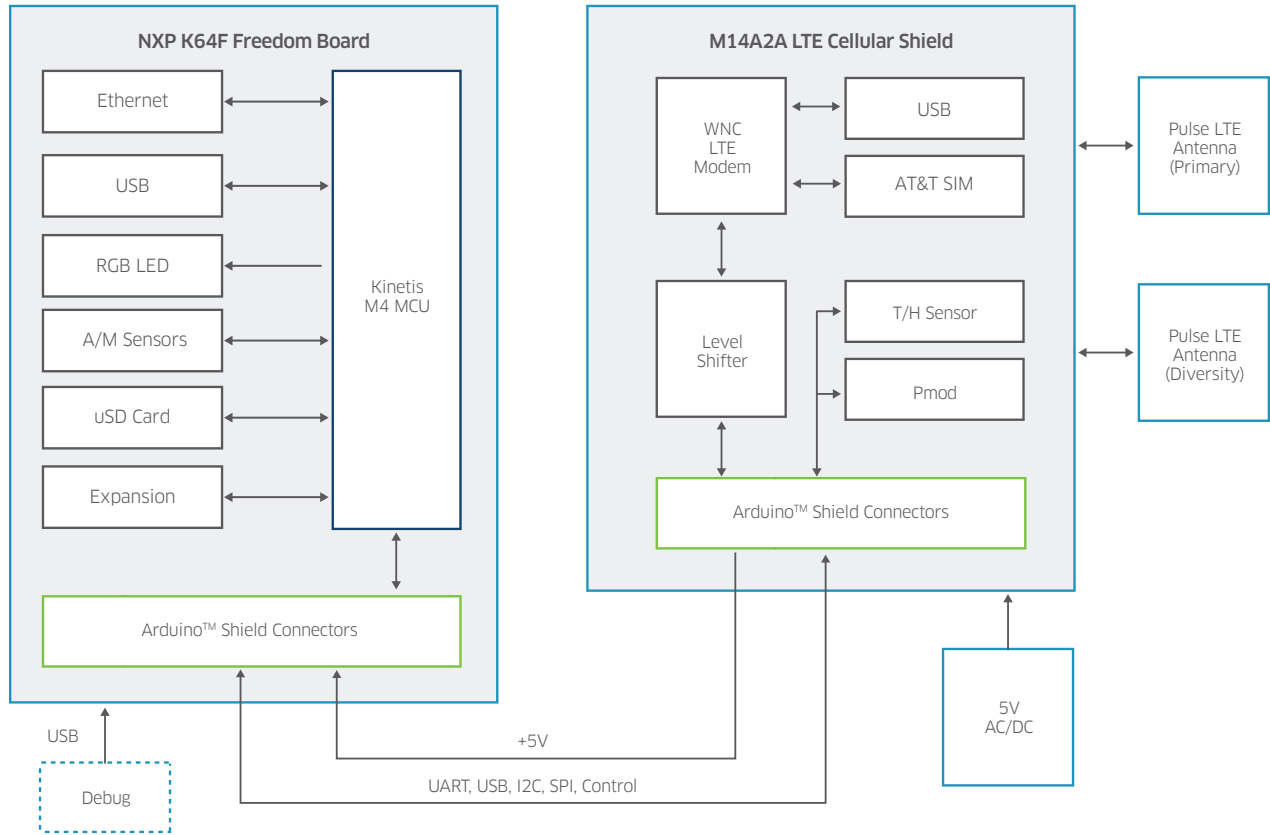 NXP K64F Freedom Board
Ethernet
USB
RGB LED
A/M Sensors
uSD Card
Expansion
Kinetis
M4 MCU
Arduino™ Shield Connectors
USB
Debug
M14A2A LTE Cellular Shield
WNC
LTE
Modem
USB
AT&T SIM
Level
Shifter
T/H Sensor
Pmod
Arduino™ Shield Connectors
Pulse LTE
Antenna
(Primary)
Pulse LTE
Antenna
(Diversity)
5V
AC/DC
+5V
UART, USB, I2C, SPI, Control